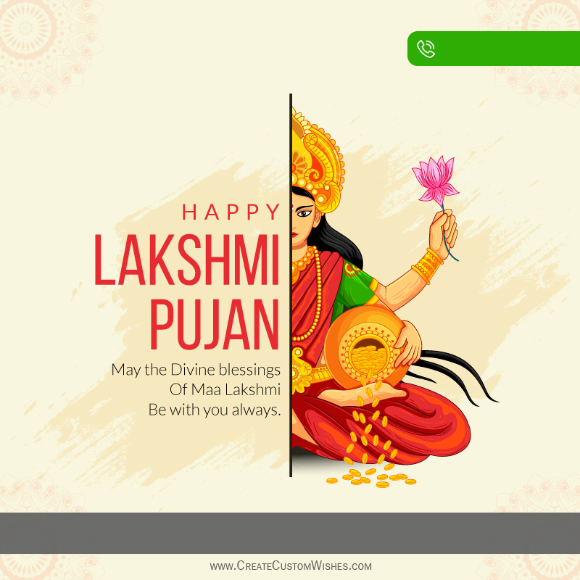 HAPPY
LAKSHMI
PUJAN
May the Divine blessings
Of Maa Lakshmi
Be with you always.
www.CreateCustomWishes.com